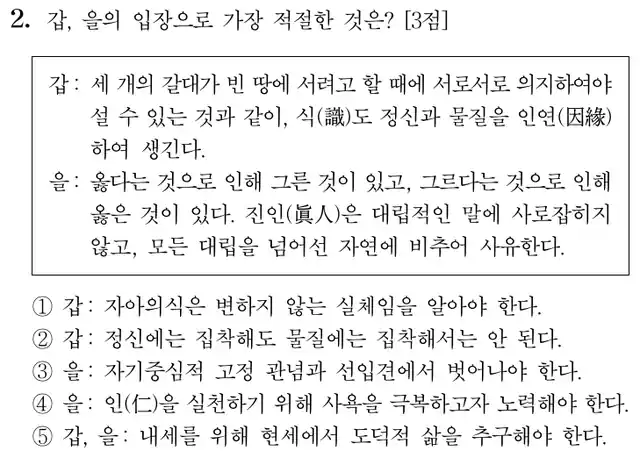 2. 갑, 을의 입장으로 가장 적절한 것은? [3점]
갑: 세 개의 갈대가 빈 땅에 서려고 할 때에 서로서로 의지하여야
설 수 있는 것과 같이, 식(識)도 정신과 물질을 인연(因緣)
하여 생긴다.
을: 옳다는 것으로 인해 그른 것이 있고, 그르다는 것으로 인해
옳은 것이 있다. 진인(眞人)은 대립적인 말에 사로잡히지
않고, 모든 대립을 넘어선 자연에 비추어 사유한다.
① 갑: 자아의식은 변하지 않는 실체임을 알아야 한다.
② 갑: 정신에는 집착해도 물질에는 집착해서는 안 된다.
③ 을: 자기중심적 고정 관념과 선입견에서 벗어나야 한다.
④ 을: 인(仁)을 실천하기 위해 사욕을 극복하고자 노력해야 한다.
⑤ 갑, 을: 내세를 위해 현세에서 도덕적 삶을 추구해야 한다.